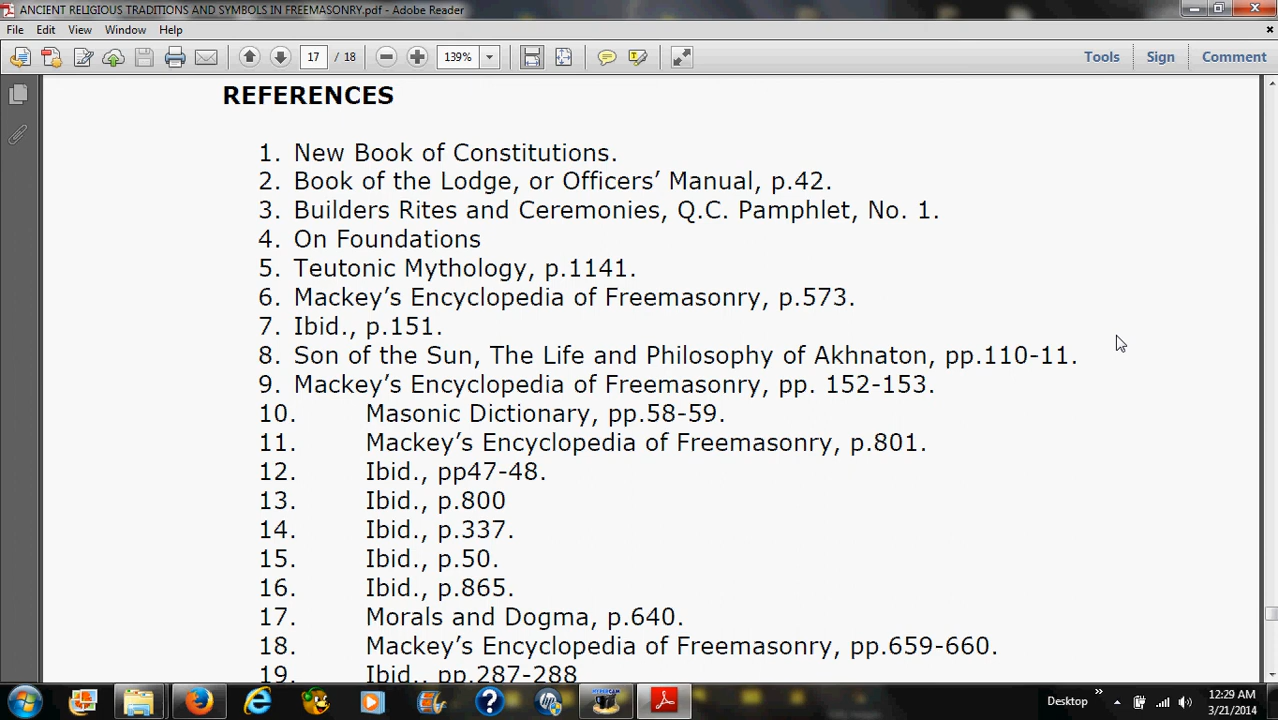 ANCIENT RELIGIOUS TRADITIONS AND SYMBOLS IN FREEMASONRY.pdf - Adobe Reader
File Edit View Window Help
17 / 18 139% Tools Sign Comment
REFERENCES
1. New Book of Constitutions.
2. Book of the Lodge, or Officers’ Manual, p.42.
3. Builders Rites and Ceremonies, Q.C. Pamphlet, No. 1.
4. On Foundations
5. Teutonic Mythology, p.1141.
6. Mackey’s Encyclopedia of Freemasonry, p.573.
7. Ibid., p.151.
8. Son of the Sun, The Life and Philosophy of Akhnaton, pp.110-11.
9. Mackey’s Encyclopedia of Freemasonry, pp. 152-153.
10. Masonic Dictionary, pp.58-59.
11. Mackey’s Encyclopedia of Freemasonry, p.801.
12. Ibid., pp47-48.
13. Ibid., p.800
14. Ibid., p.337.
15. Ibid., p.50.
16. Ibid., p.865.
17. Morals and Dogma, p.640.
18. Mackey’s Encyclopedia of Freemasonry, pp.659-660.
19. Ibid., pp.287-288
Desktop » 12:29 AM
3/21/2014